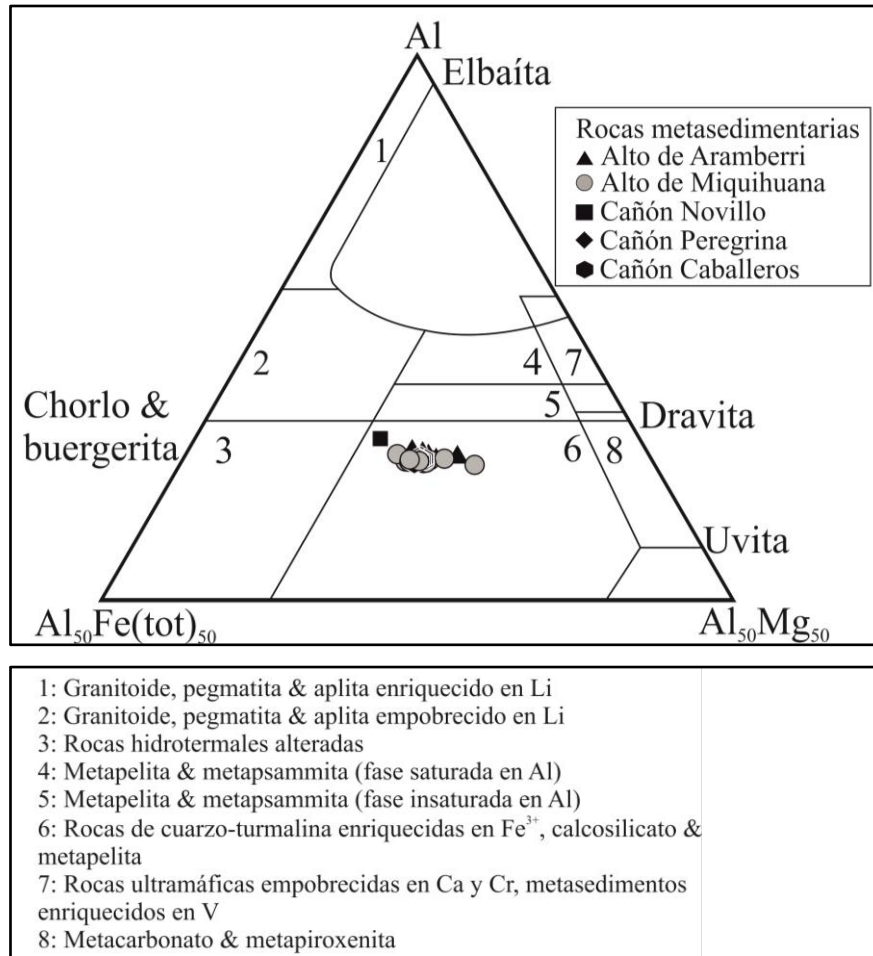 Al
Elbaíta
1
Rocas metasedimentarias
Alto de Aramberri
Alto de Miquihuana
Cañón Novillo
Cañón Peregrina
Cañón Caballeros
2
4
7
Chorlo &
buergerita
5
Dravita
3
6
8
Uvita
Al₅₀Fe(tot)₅₀
Al₅₀Mg₅₀
1: Granitoide, pegmatita & aplita enriquecido en Li
2: Granitoide, pegmatita & aplita empobrecido en Li
3: Rocas hidrotermales alteradas
4: Metapelita & metapsammita (fase saturada en Al)
5: Metapelita & metapsammita (fase insaturada en Al)
6: Rocas de cuarzo-turmalina enriquecidas en Fe³⁺, calcosilicato &
metapelita
7: Rocas ultramáficas empobrecidas en Ca y Cr, metasedimentos
enriquecidos en V
8: Metacarbonato & metapiroxenita